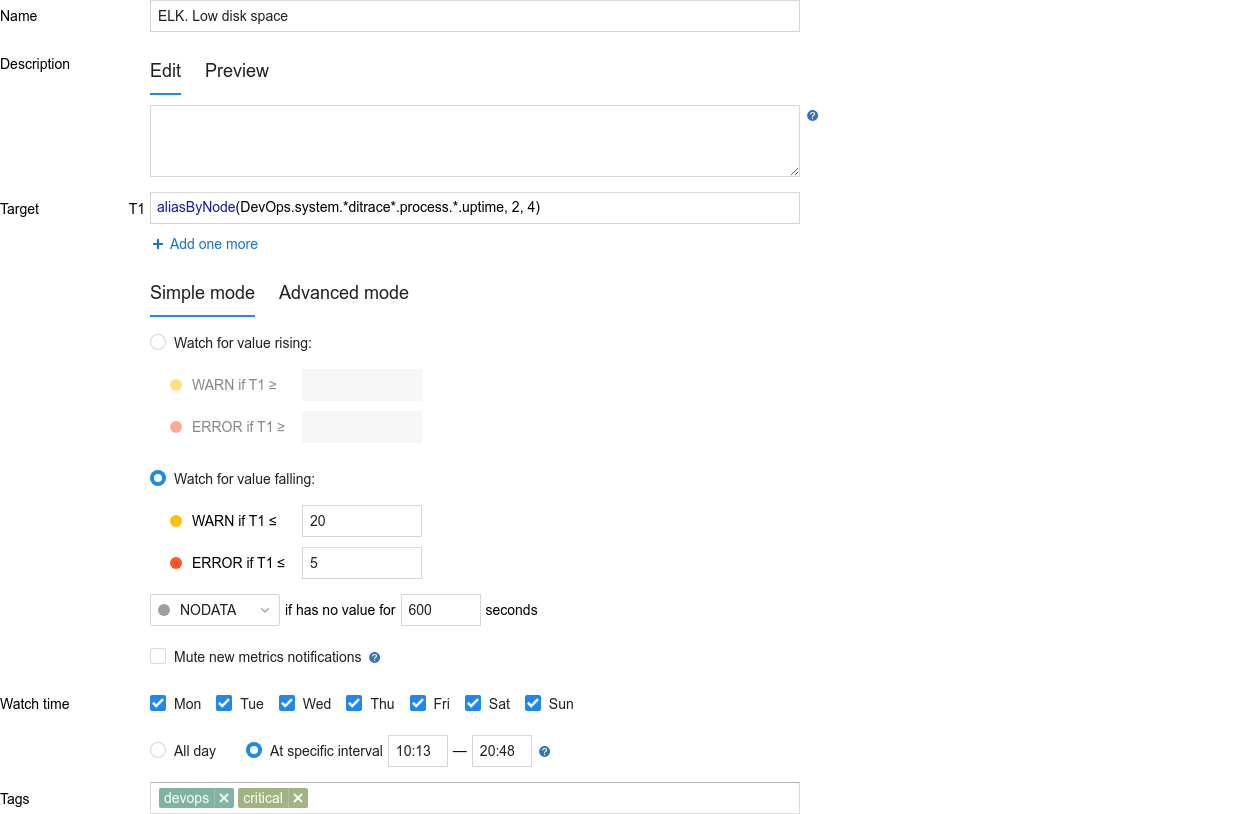 Name ELK. Low disk space
Description Edit Preview
?
Target T1 aliasByNode(DevOps.system.*ditrace*.process.*.uptime, 2, 4)
+ Add one more
Simple mode Advanced mode
Watch for value rising:
WARN if T1 ≥
ERROR if T1 ≥
Watch for value falling:
WARN if T1 ≤ 20
ERROR if T1 ≤ 5
NODATA if has no value for 600 seconds
Mute new metrics notifications ?
Watch time Mon Tue Wed Thu Fri Sat Sun
All day At specific interval 10:13 — 20:48 ?
Tags devops × critical ×